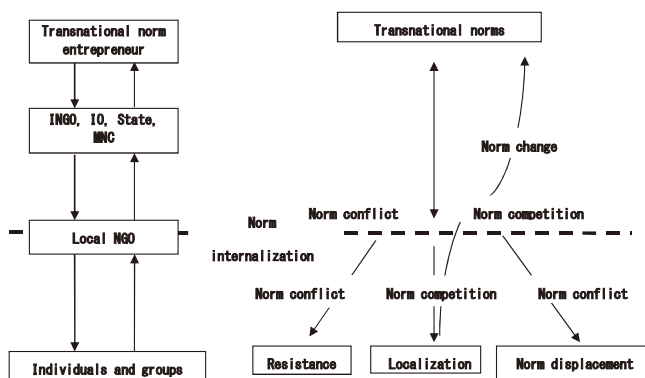 Transnational norm
entrepreneur
INGO, IO, State,
MNC
Local NGO
Individuals and groups
Transnational norms
Norm change
Norm
internalization
Norm conflict
Norm competition
Norm conflict
Norm competition
Norm conflict
Resistance
Localization
Norm displacement